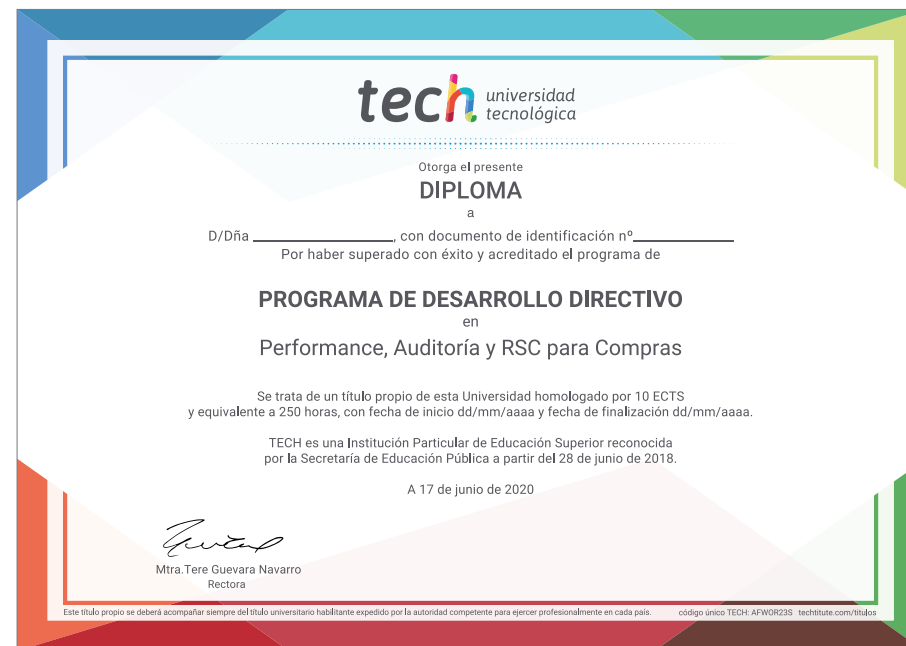 tech universidad
tecnológica
Otorga el presente
DIPLOMA
a
D/Dña ____________, con documento de identificación nº_________
Por haber superado con éxito y acreditado el programa de
PROGRAMA DE DESARROLLO DIRECTIVO
en
Performance, Auditoría y RSC para Compras
Se trata de un título propio de esta Universidad homologado por 10 ECTS
y equivalente a 250 horas, con fecha de inicio dd/mm/aaaa y fecha de finalización dd/mm/aaaa.
TECH es una Institución Particular de Educación Superior reconocida
por la Secretaría de Educación Pública a partir del 28 de junio de 2018.
A 17 de junio de 2020
Mtra.Tere Guevara Navarro
Rectora
Este título propio se deberá acompañar siempre del título universitario habilitante expedido por la autoridad competente para ejercer profesionalmente en cada país. código único TECH: AFWOR23S techtitute.com/titulos